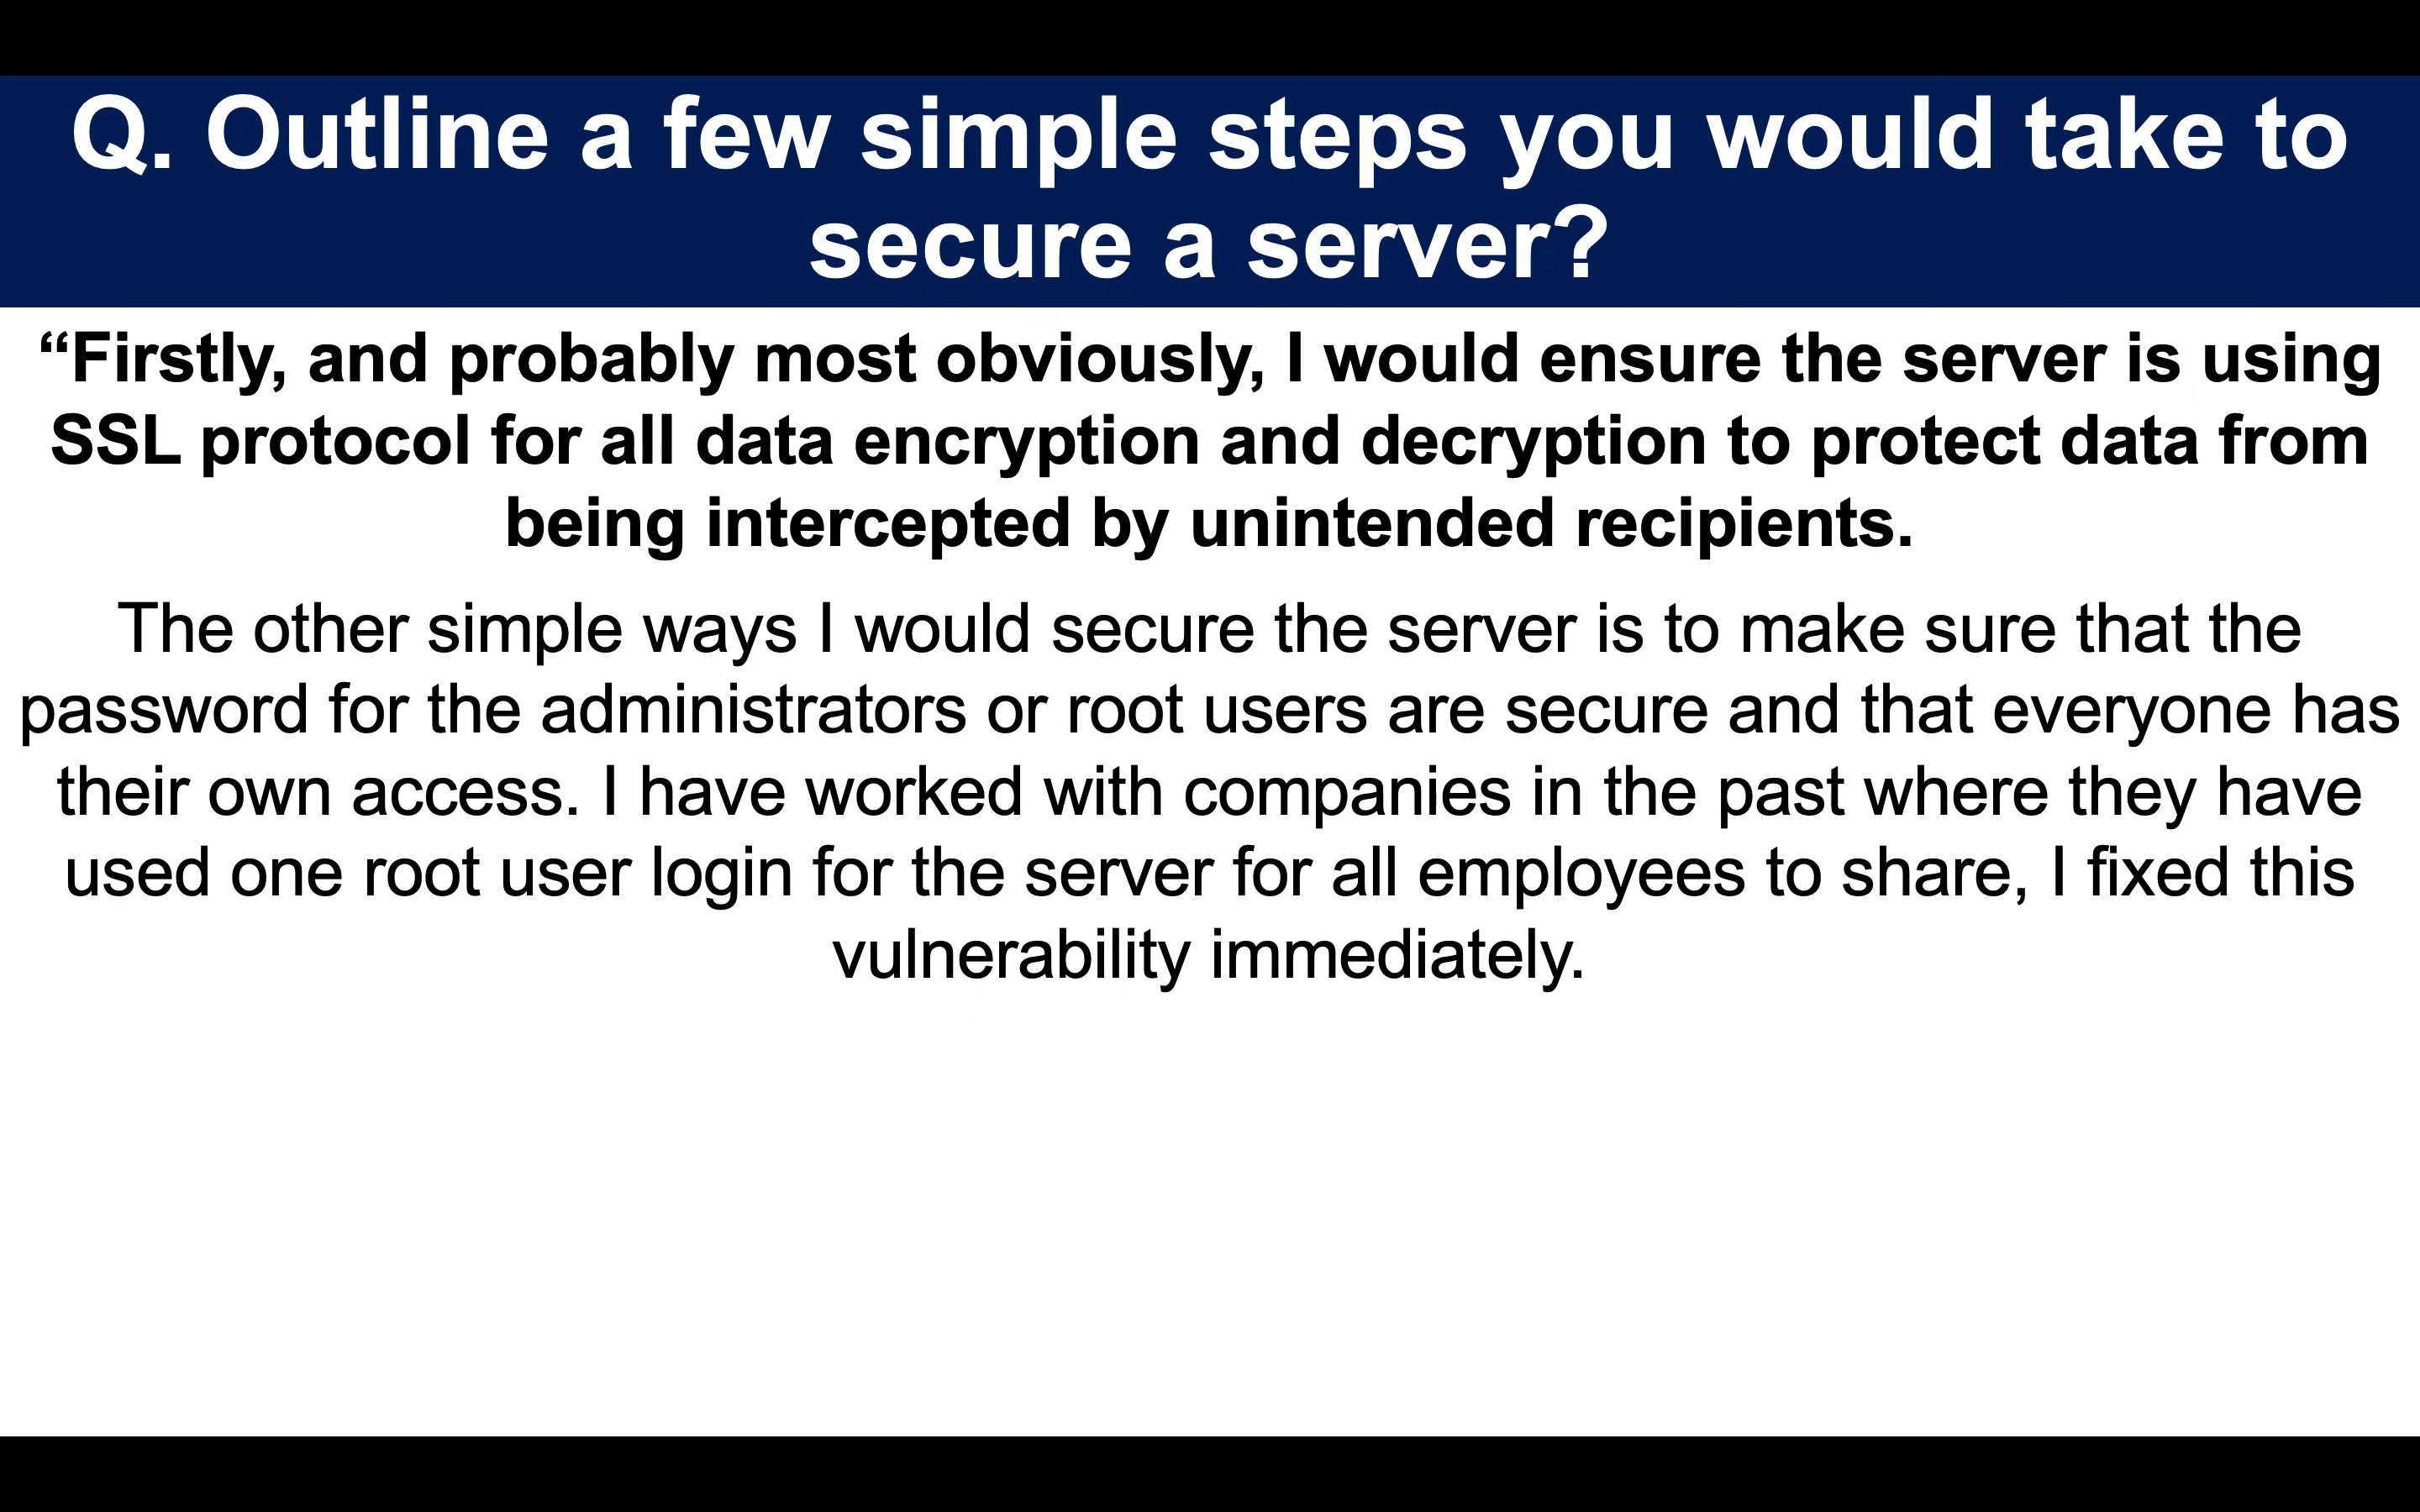 Q. Outline a few simple steps you would take to
secure a server?
“Firstly, and probably most obviously, I would ensure the server is using
SSL protocol for all data encryption and decryption to protect data from
being intercepted by unintended recipients.
The other simple ways I would secure the server is to make sure that the
password for the administrators or root users are secure and that everyone has
their own access. I have worked with companies in the past where they have
used one root user login for the server for all employees to share, I fixed this
vulnerability immediately.